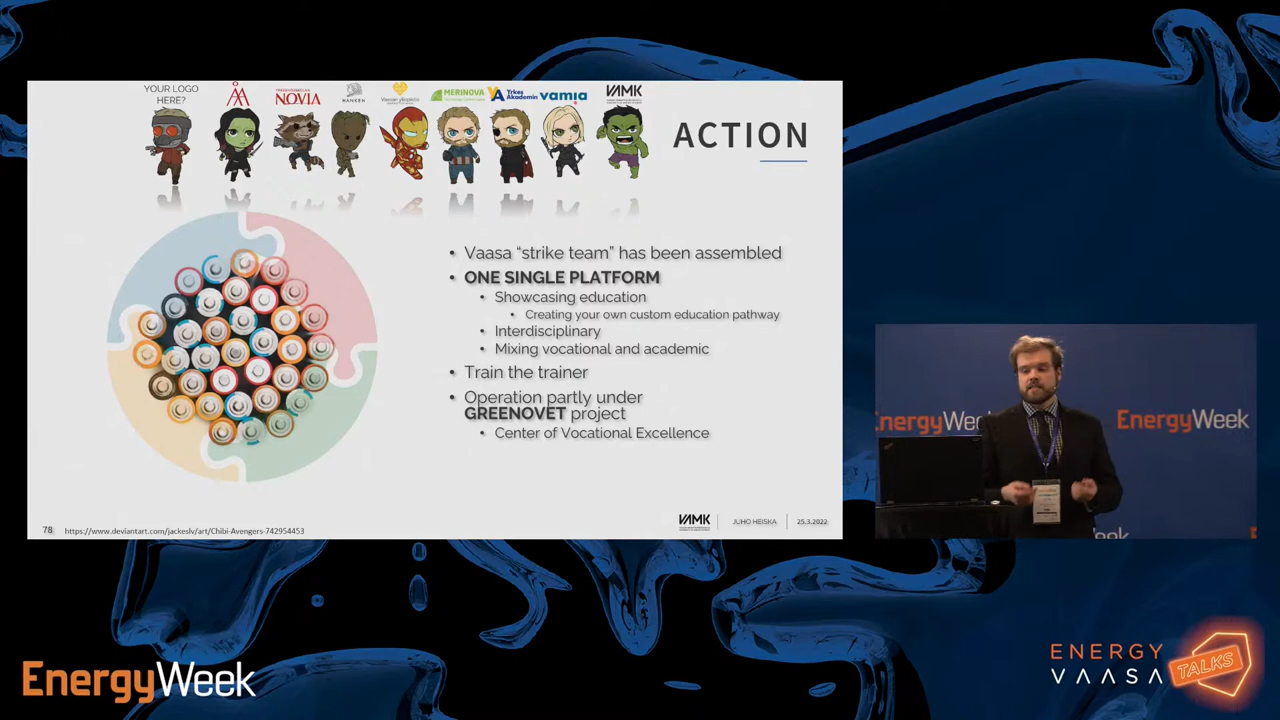 YOUR LOGO
HERE?
NOVIA
HANKEN
MERINOVA
Yrkes
Akademin
vamia
VAMK
ACTION
• Vaasa “strike team” has been assembled
• ONE SINGLE PLATFORM
• Showcasing education
• Creating your own custom education pathway
• Interdisciplinary
• Mixing vocational and academic
• Train the trainer
• Operation partly under
GREENOVET project
• Center of Vocational Excellence
78
https://www.deviantart.com/jackeslv/art/Chibi-Avengers-742954453
VAMK
JUHO HEISKA
25.3.2022
EnergyWeek
EnergyWeek
EnergyWeek
ENERGY
VAASA
TALKS